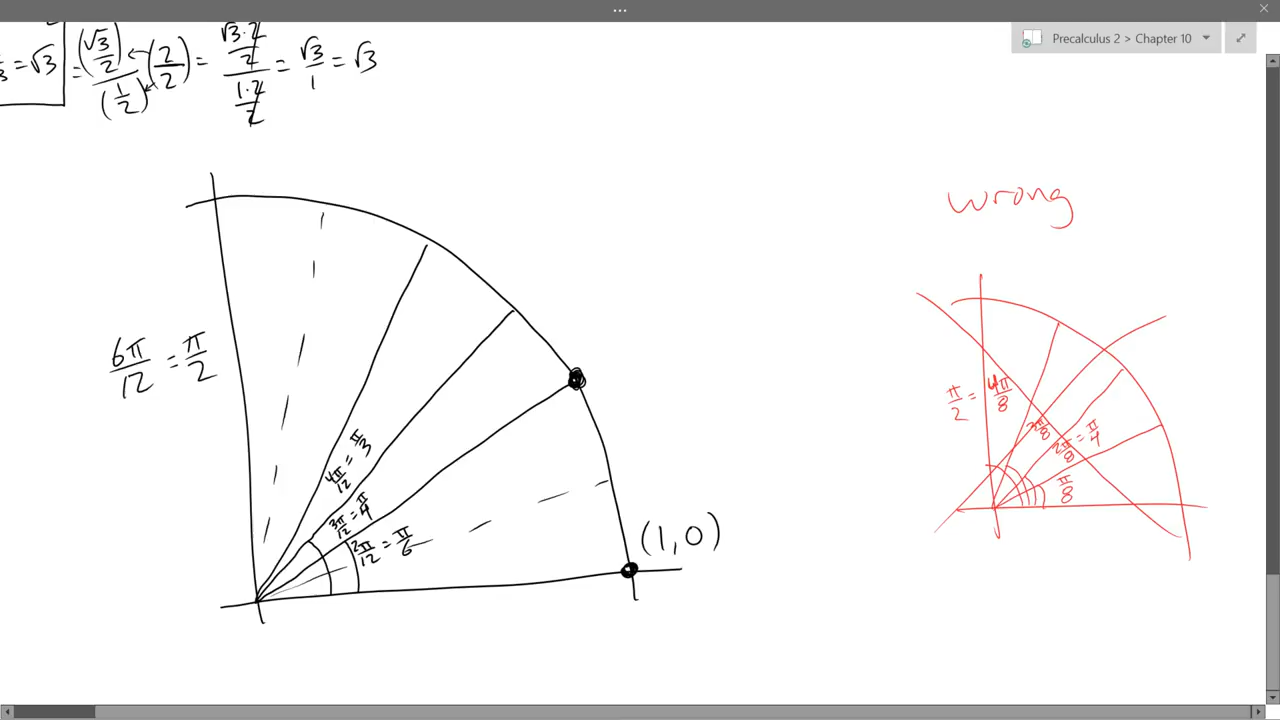 Precalculus 2 > Chapter 10
= √3 = (√3/2)/(1/2) (2/2) = (√3·2/2)/(1·2/2) = √3/1 = √3
wrong
6π/12 = π/2
4π/12 = π/3
3π/12 = π/4
2π/12 = π/6
(1,0)
π/2 = 4π/8
3π/8
2π/8 = π/4
π/8